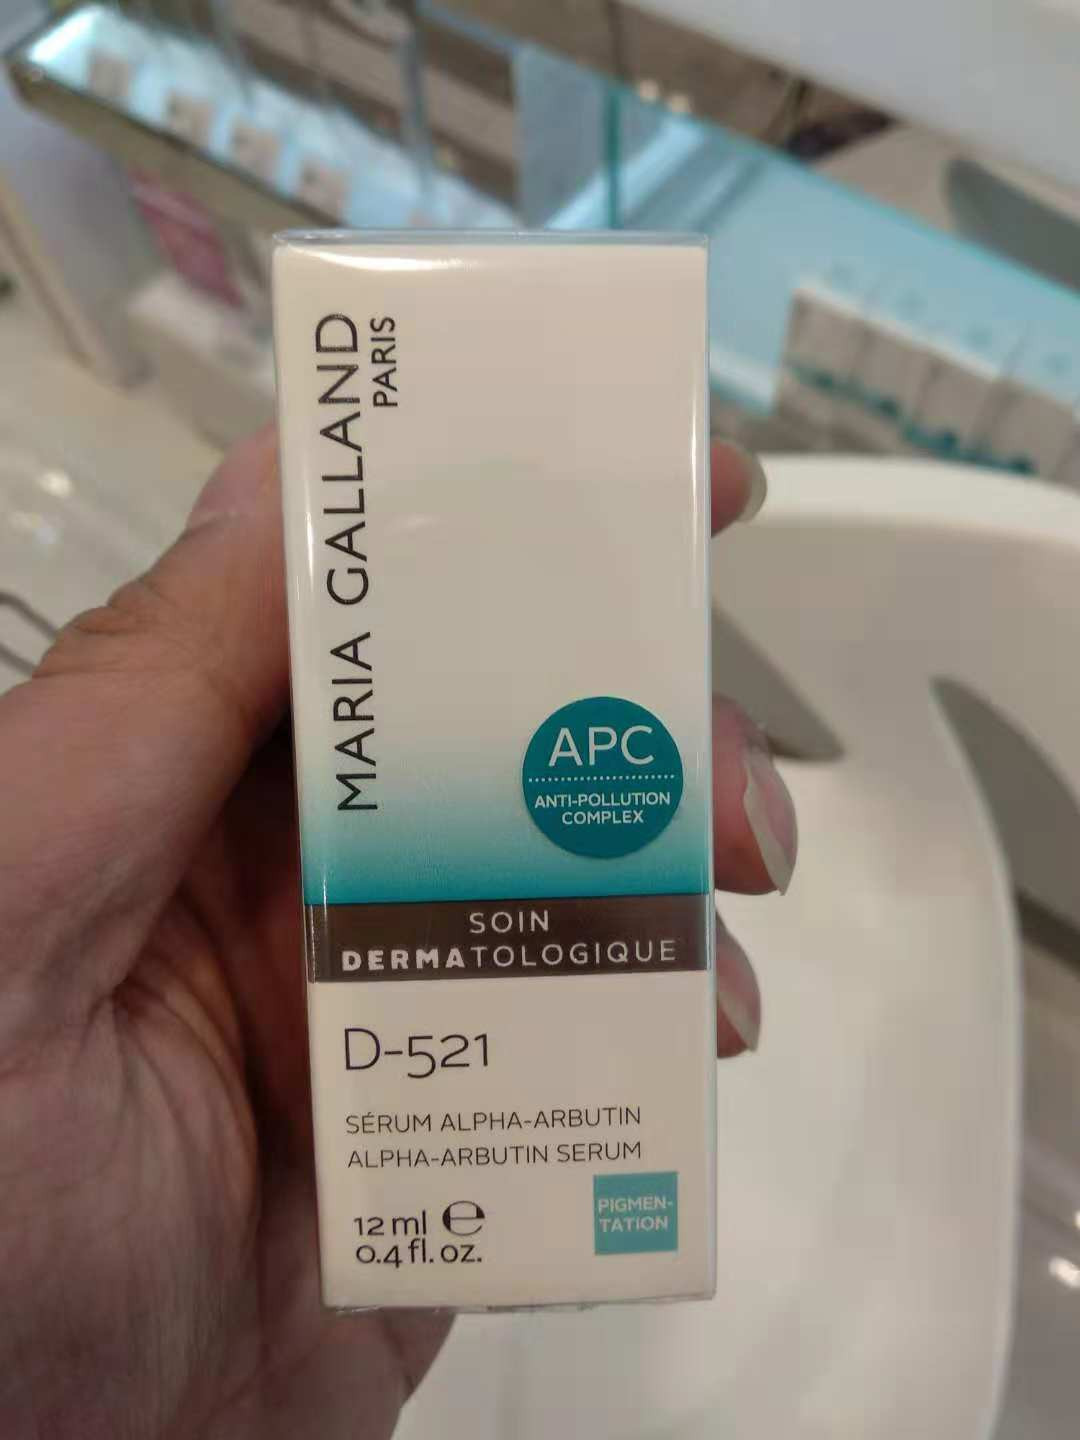 MARIA GALLAND
PARIS
APC
ANTI-POLLUTION
COMPLEX
SOIN
DERMATOLOGIQUE
D-521
SÉRUM ALPHA-ARBUTIN
ALPHA-ARBUTIN SERUM
12 ml ℮
0.4 fl. oz.
PIGMEN-
TATION